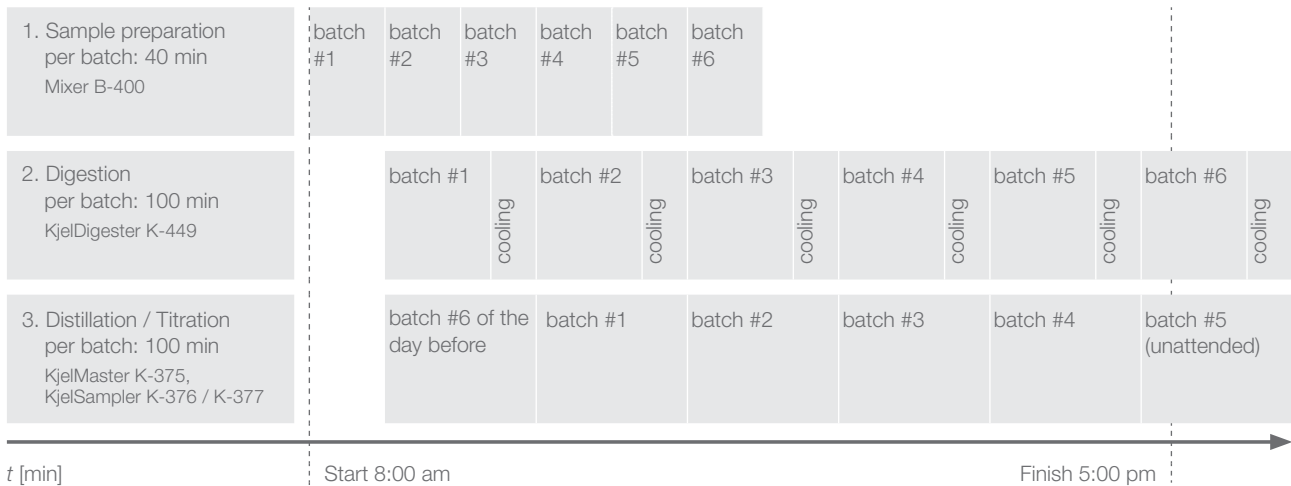 1. Sample preparation
per batch: 40 min
Mixer B-400
batch
#1
batch
#2
batch
#3
batch
#4
batch
#5
batch
#6
2. Digestion
per batch: 100 min
KjelDigester K-449
batch #1
cooling
batch #2
cooling
batch #3
cooling
batch #4
cooling
batch #5
cooling
batch #6
cooling
3. Distillation / Titration
per batch: 100 min
KjelMaster K-375,
KjelSampler K-376 / K-377
batch #6 of the
day before
batch #1
batch #2
batch #3
batch #4
batch #5
(unattended)
t [min]
Start 8:00 am
Finish 5:00 pm